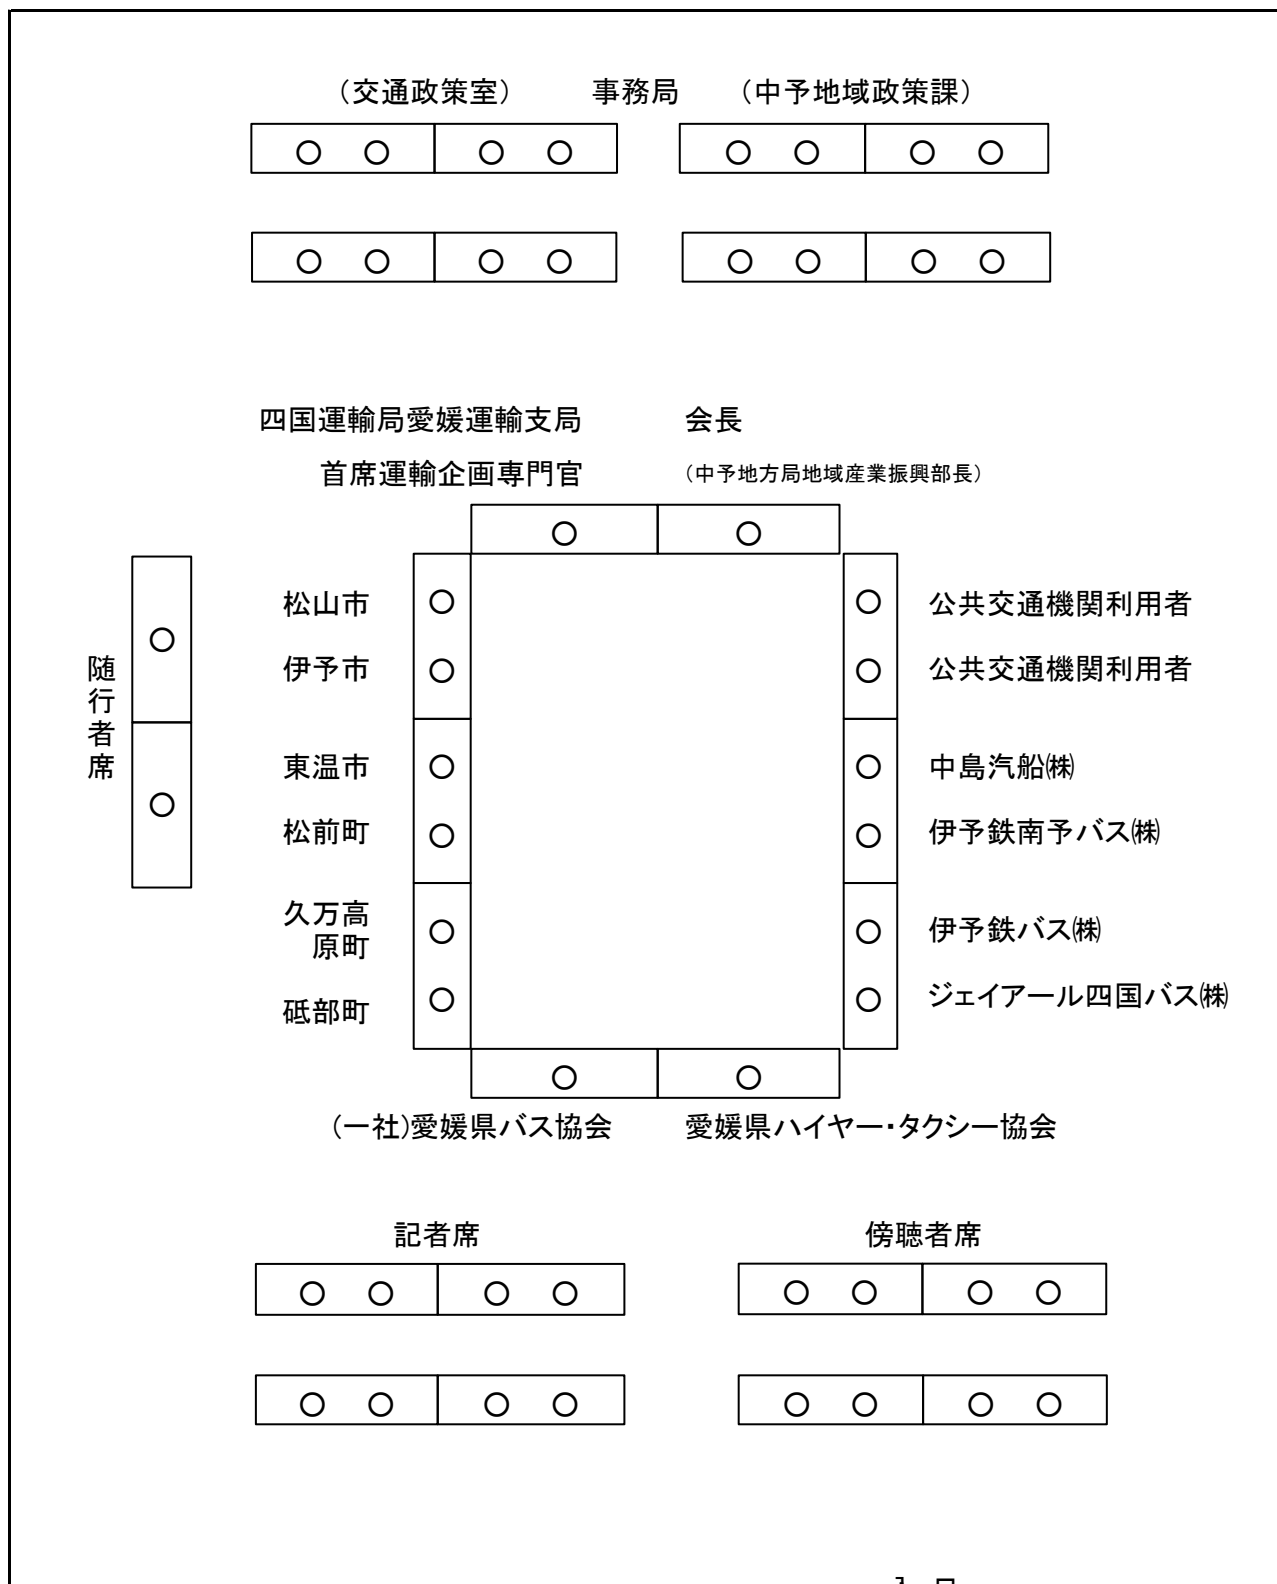 （交通政策室） 事務局 （中予地域政策課）
四国運輸局愛媛運輸支局 会長
首席運輸企画専門官 （中予地方局地域産業振興部長）
松山市 公共交通機関利用者
伊予市 公共交通機関利用者
随行者席
東温市 中島汽船㈱
松前町 伊予鉄南予バス㈱
久万高
原町 伊予鉄バス㈱
砥部町 ジェイアール四国バス㈱
(一社)愛媛県バス協会 愛媛県ハイヤー・タクシー協会
記者席 傍聴者席